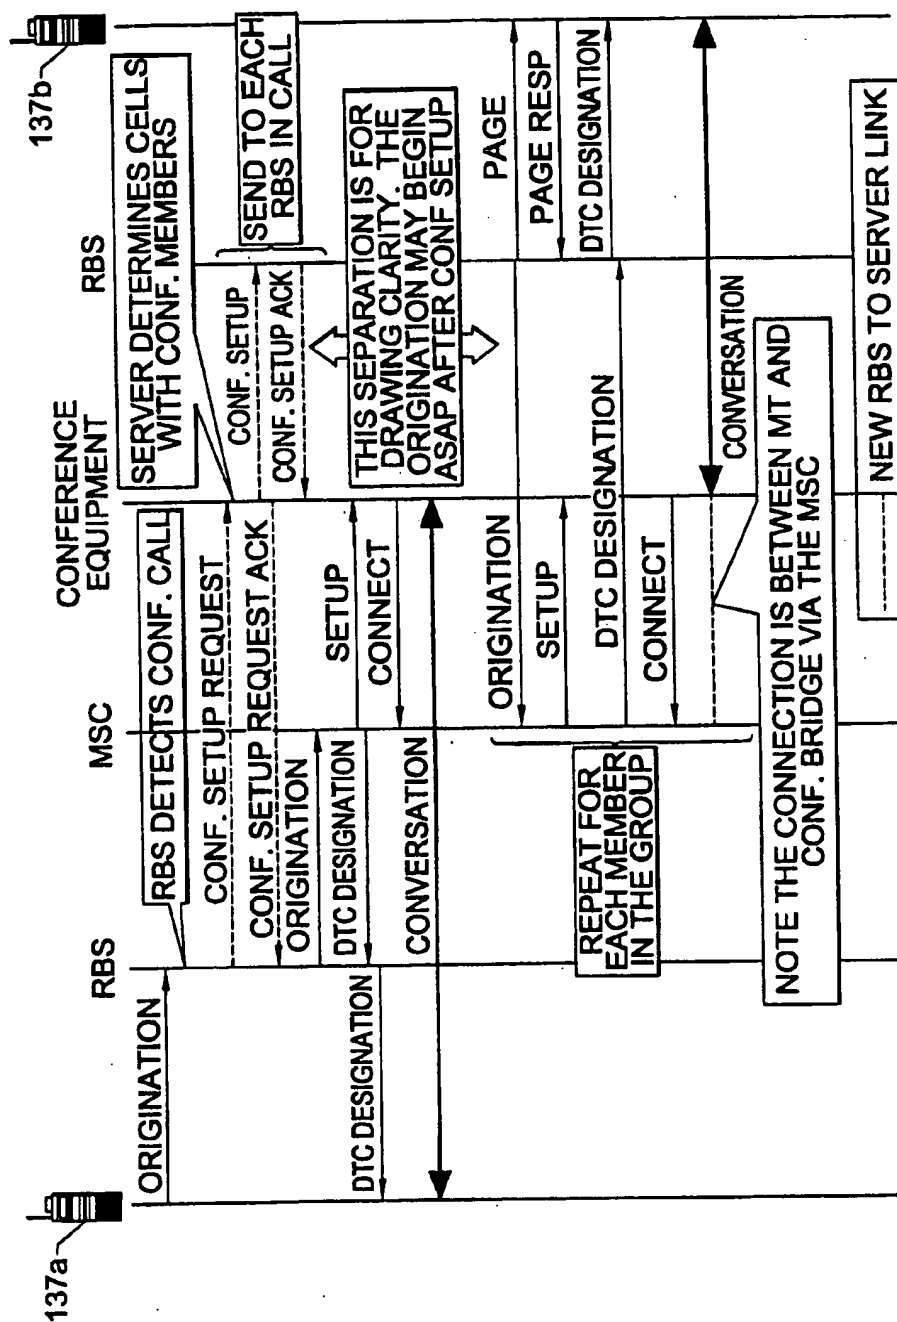 137a
137b
RBS
MSC
CONFERENCE
EQUIPMENT
RBS
ORIGINATION
RBS DETECTS CONF. CALL
SERVER DETERMINES CELLS
WITH CONF. MEMBERS
CONF. SETUP REQUEST
CONF. SETUP
SEND TO EACH
RBS IN CALL
CONF. SETUP REQUEST ACK
CONF. SETUP ACK
ORIGINATION
DTC DESIGNATION
SETUP
DTC DESIGNATION
CONNECT
THIS SEPARATION IS FOR
DRAWING CLARITY. THE
ORIGINATION MAY BEGIN
ASAP AFTER CONF SETUP
CONVERSATION
ORIGINATION
PAGE
SETUP
PAGE RESP
DTC DESIGNATION
DTC DESIGNATION
REPEAT FOR
EACH MEMBER
IN THE GROUP
CONNECT
CONVERSATION
NOTE THE CONNECTION IS BETWEEN MT AND
CONF. BRIDGE VIA THE MSC
NEW RBS TO SERVER LINK